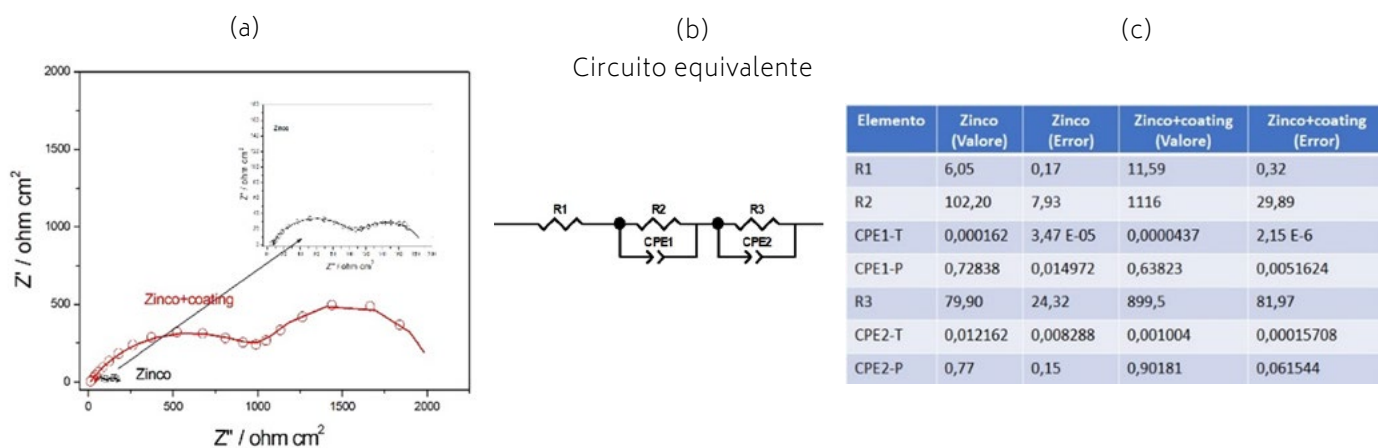 (a)
2000
1500
1000
500
0
0
500
1000
1500
2000
Z' / ohm cm²
Z" / ohm cm²
Zinco+coating
Zinco
Zinco
Z" / ohm cm²
(b)
Circuito equivalente
R1
R2
CPE1
R3
CPE2
(c)
Elemento Zinco (Valore) Zinco (Error) Zinco+coating (Valore) Zinco+coating (Error)
R1 6,05 0,17 11,59 0,32
R2 102,20 7,93 1116 29,89
CPE1-T 0,000162 3,47 E-05 0,0000437 2,15 E-6
CPE1-P 0,72838 0,014972 0,63823 0,0051624
R3 79,90 24,32 899,5 81,97
CPE2-T 0,012162 0,008288 0,001004 0,00015708
CPE2-P 0,77 0,15 0,90181 0,061544